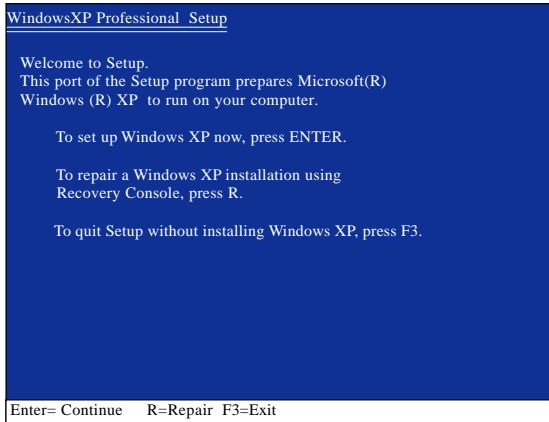 WindowsXP Professional Setup
Welcome to Setup.
This port of the Setup program prepares Microsoft(R)
Windows (R) XP to run on your computer.
To set up Windows XP now, press ENTER.
To repair a Windows XP installation using
Recovery Console, press R.
To quit Setup without installing Windows XP, press F3.
Enter= Continue R=Repair F3=Exit